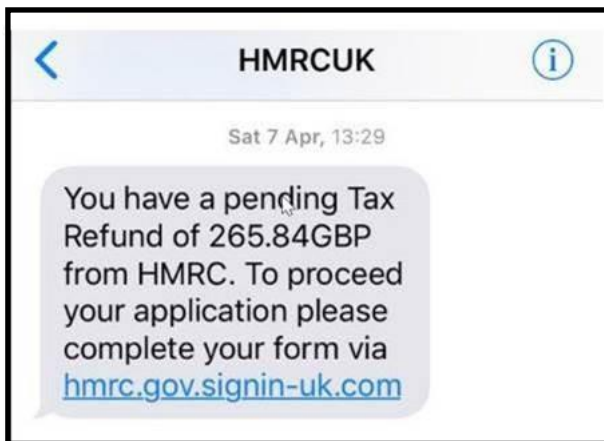 HMRCUK
Sat 7 Apr, 13:29
You have a pending Tax
Refund of 265.84GBP
from HMRC. To proceed
your application please
complete your form via
hmrc.gov.signin-uk.com